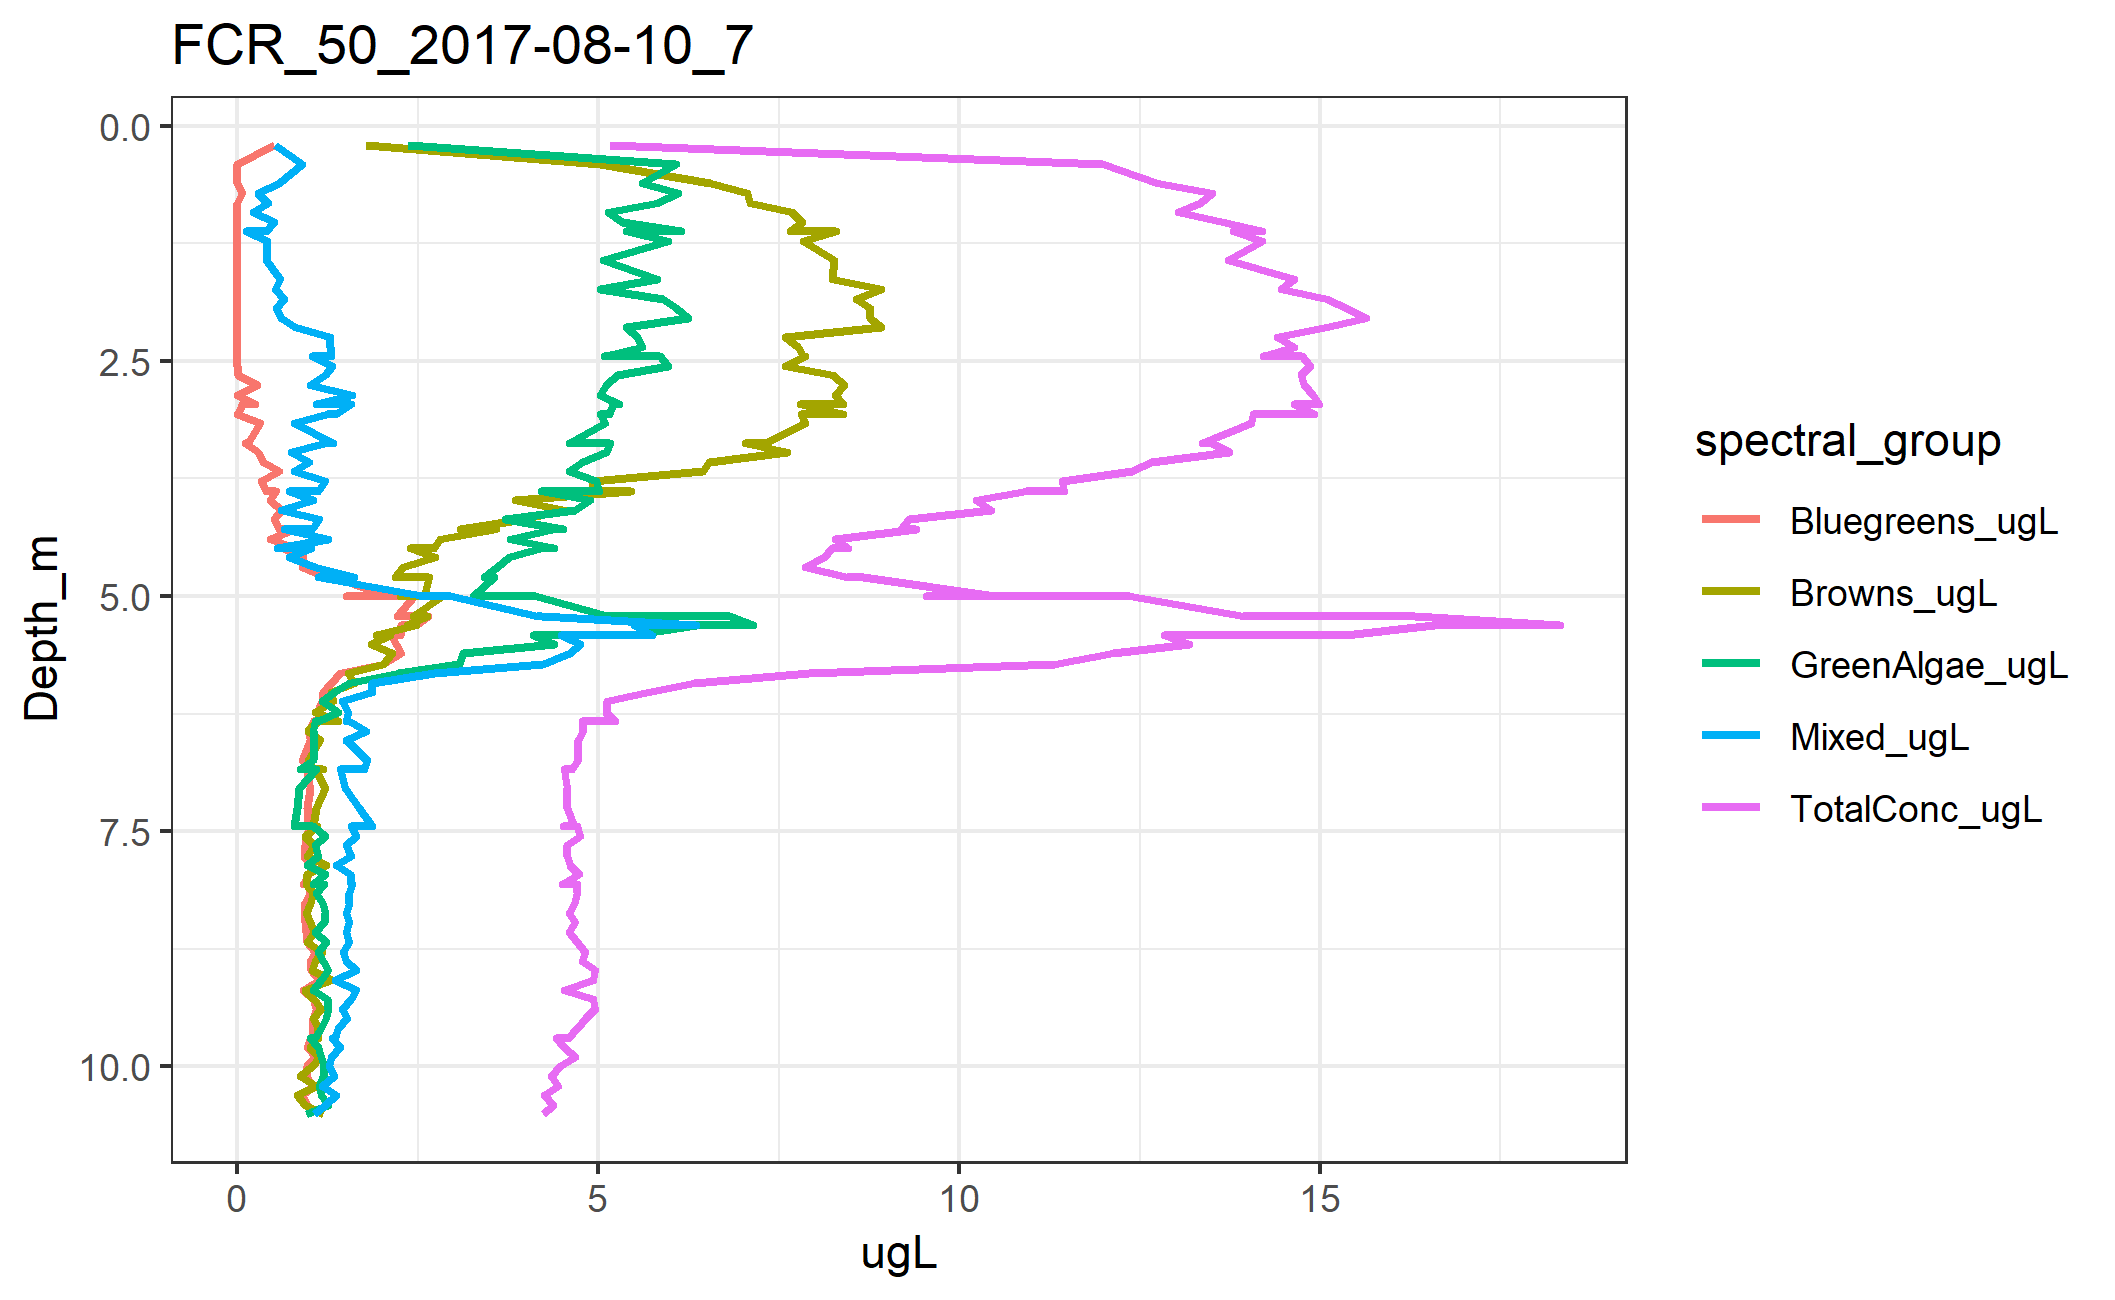 FCR_50_2017-08-10_7
0.0
2.5
5.0
7.5
10.0
Depth_m
0
5
10
15
ugL
spectral_group
Bluegreens_ugL
Browns_ugL
GreenAlgae_ugL
Mixed_ugL
TotalConc_ugL